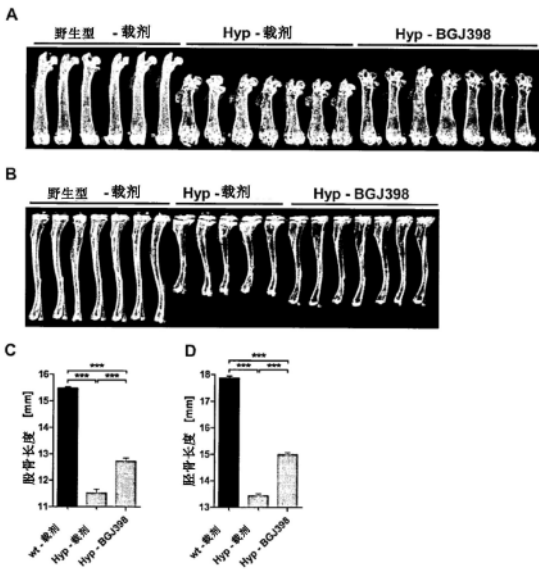 A
野生型 -载剂 Hyp-载剂 Hyp - BGJ398
B
野生型 -载剂 Hyp-载剂 Hyp - BGJ398
C
***
*** ***
股骨长度 [mm]
16
15
14
13
12
11
wt -载剂
Hyp -载剂
Hyp - BGJ398
D
***
*** ***
胫骨长度 [mm]
18
17
16
15
14
13
wt -载剂
Hyp -载剂
Hyp - BGJ398